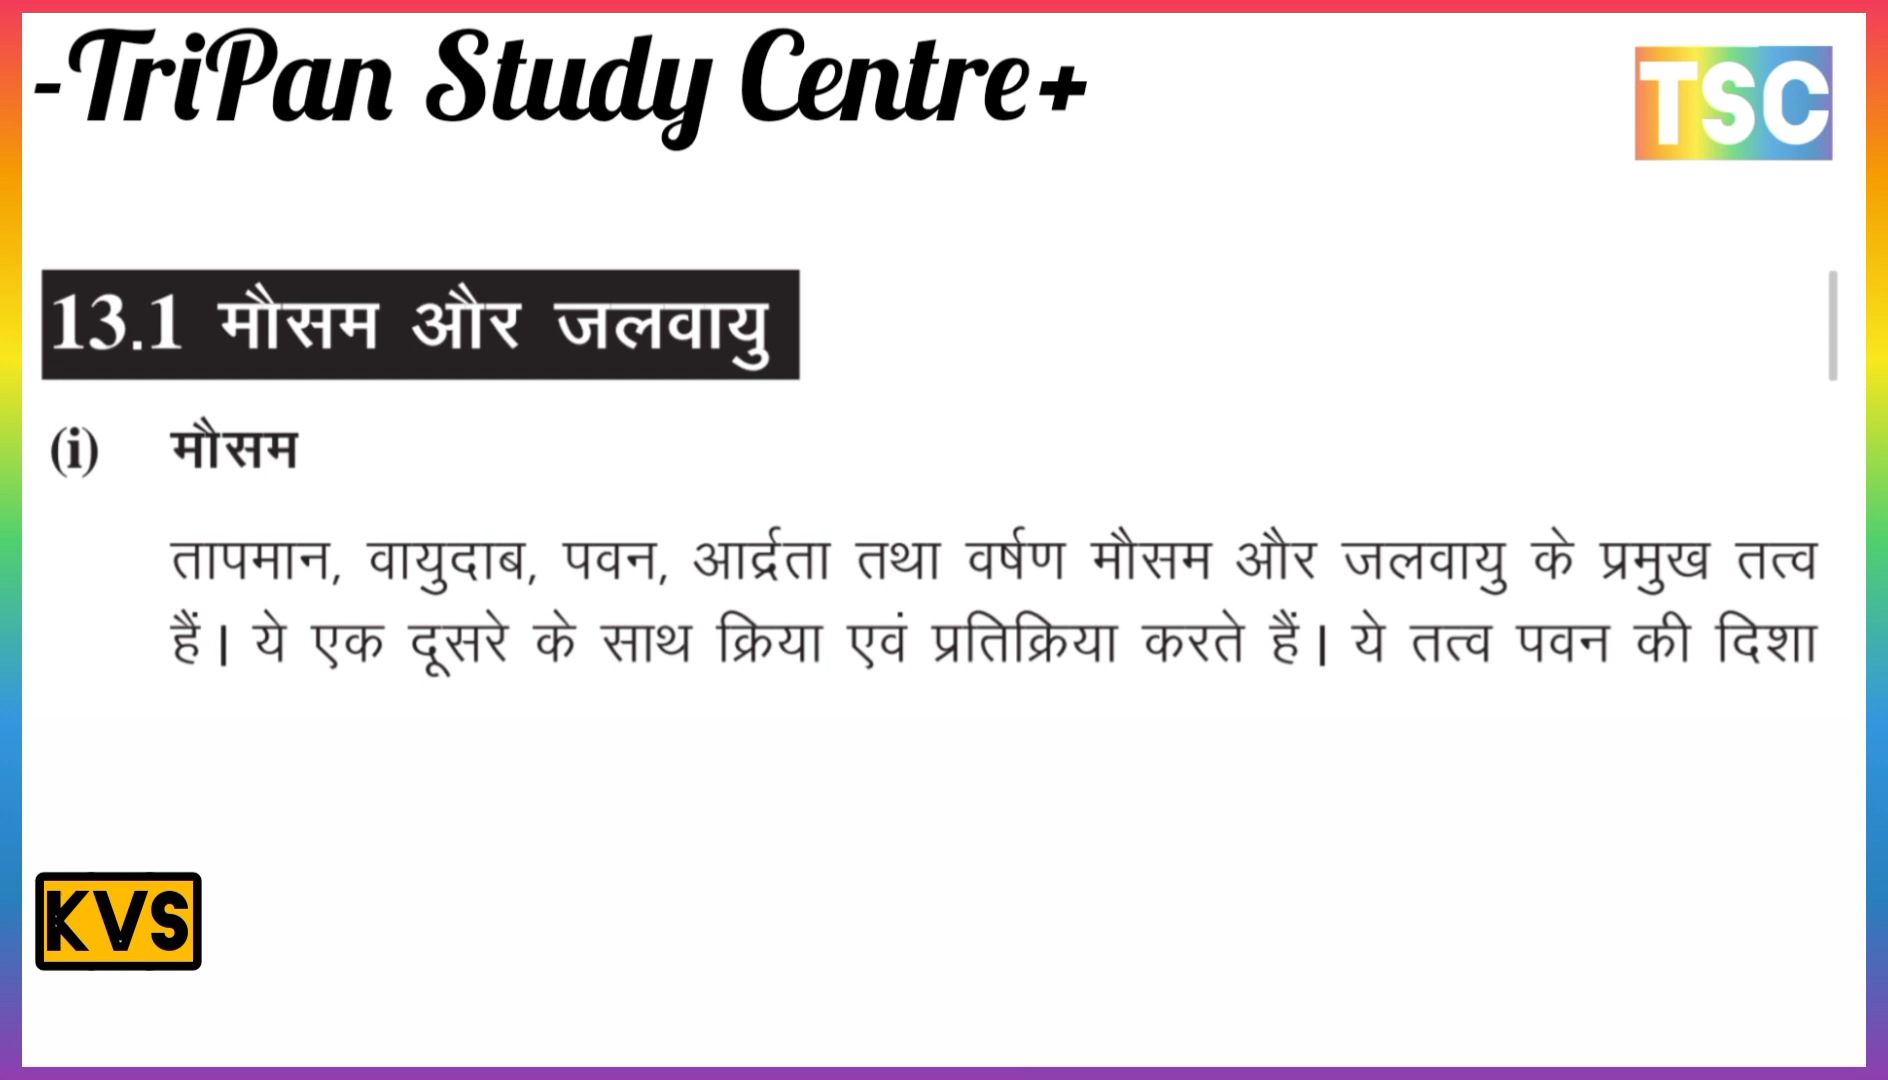 -TriPan Study Centre+
TSC
13.1 मौसम और जलवायु
(i) मौसम
तापमान, वायुदाब, पवन, आर्द्रता तथा वर्षण मौसम और जलवायु के प्रमुख तत्व
हैं। ये एक दूसरे के साथ क्रिया एवं प्रतिक्रिया करते हैं। ये तत्व पवन की दिशा
KVS